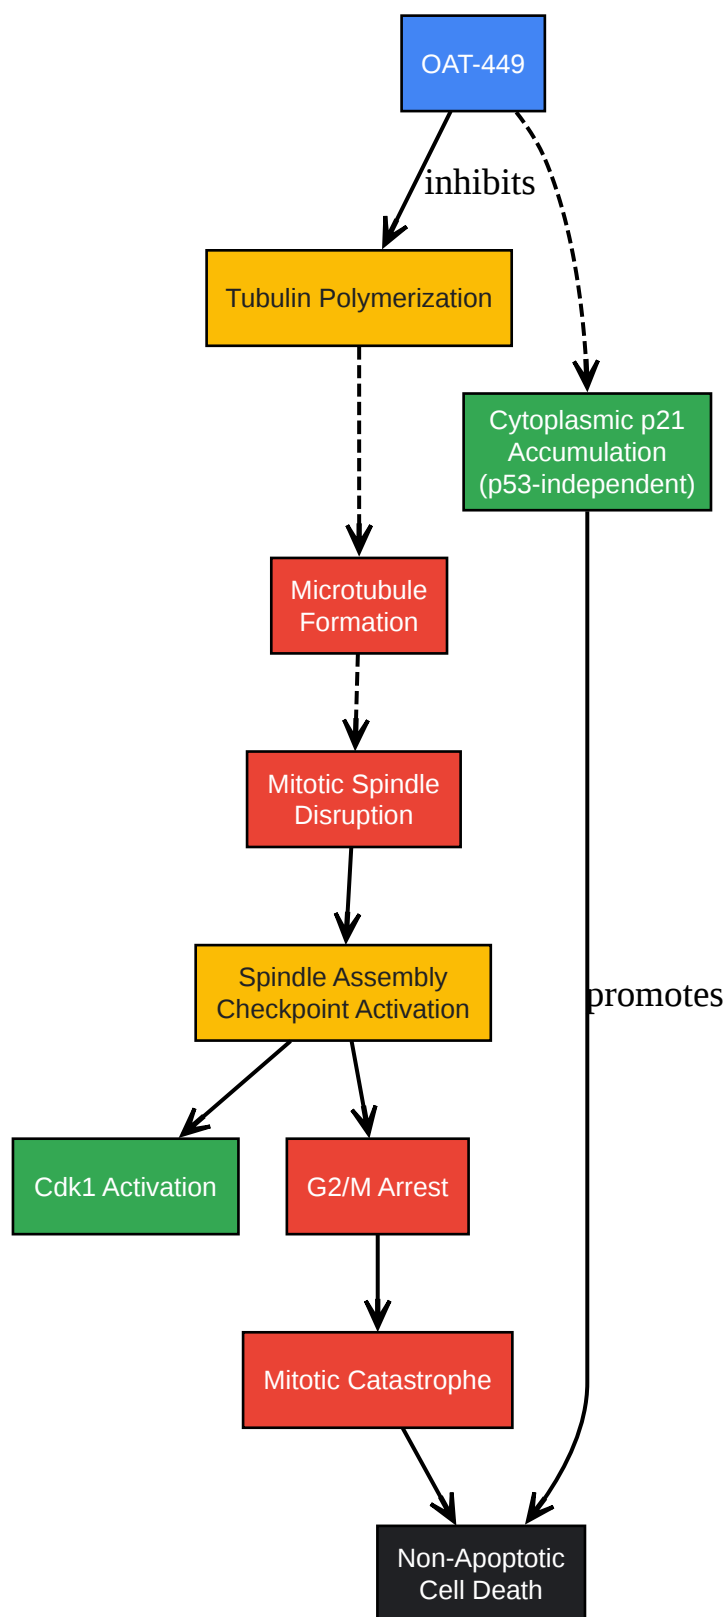 OAT-449
inhibits
Tubulin Polymerization
Cytoplasmic p21
Accumulation
(p53-independent)
Microtubule
Formation
Mitotic Spindle
Disruption
Spindle Assembly
Checkpoint Activation
promotes
Cdk1 Activation
G2/M Arrest
Mitotic Catastrophe
Non-Apoptotic
Cell Death